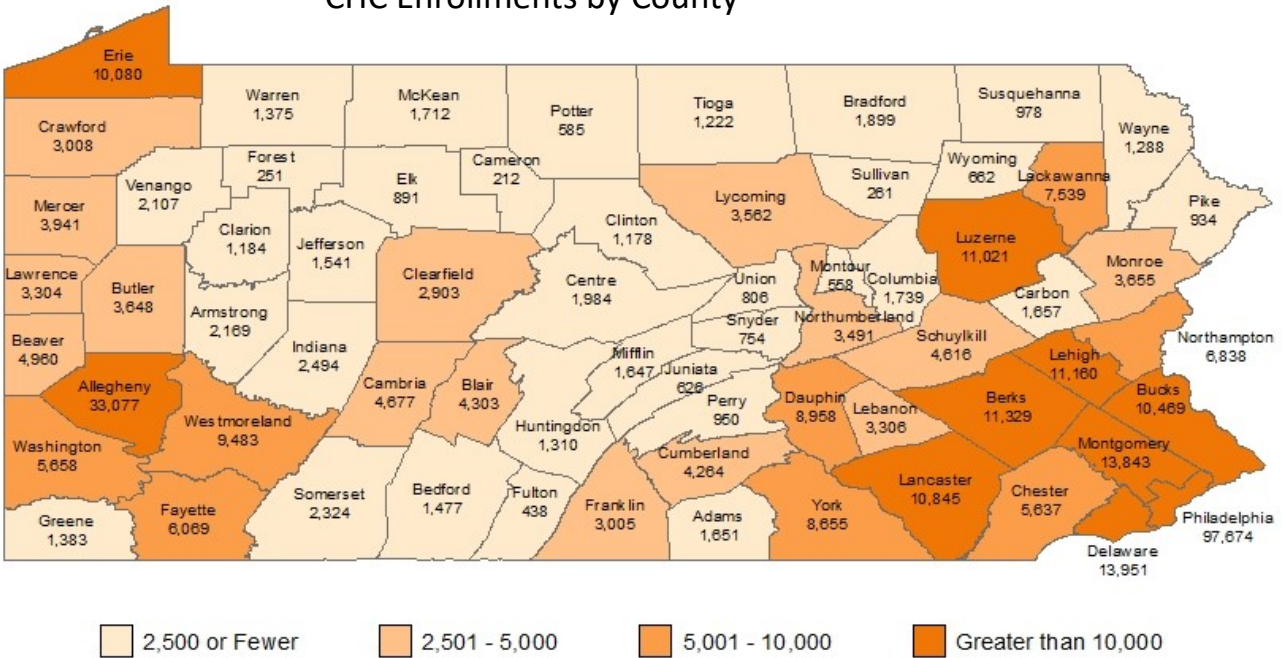 CHC Enrollments by County
Erie
10,080
Warren
1,375
McKean
1,712
Potter
585
Tioga
1,222
Bradford
1,899
Susquehanna
978
Wayne
1,288
Crawford
3,008
Forest
251
Cameron
212
Elk
891
Venango
2,107
Sullivan
261
Wyoming
662
Lackawanna
7,539
Pike
934
Mercer
3,941
Clarion
1,184
Jefferson
1,541
Clinton
1,178
Lycoming
3,562
Luzerne
11,021
Monroe
3,655
Lawrence
3,304
Butler
3,648
Clearfield
2,903
Centre
1,984
Union
806
Montour
558
Columbia
1,739
Carbon
1,657
Armstrong
2,169
Snyder
754
Northumberland
3,491
Schuylkill
4,616
Northampton
6,838
Beaver
4,960
Indiana
2,494
Mifflin
1,647
Juniata
626
Lehigh
11,160
Allegheny
33,077
Cambria
4,677
Blair
4,303
Perry
950
Dauphin
8,958
Lebanon
3,306
Berks
11,329
Bucks
10,469
Westmoreland
9,483
Huntingdon
1,310
Washington
5,658
Cumberland
4,264
Montgomery
13,843
Lancaster
10,845
Chester
5,637
Somerset
2,324
Bedford
1,477
Fulton
438
Franklin
3,005
Adams
1,651
York
8,655
Greene
1,383
Fayette
6,069
Philadelphia
97,674
Delaware
13,951
2,500 or Fewer
2,501 - 5,000
5,001 - 10,000
Greater than 10,000